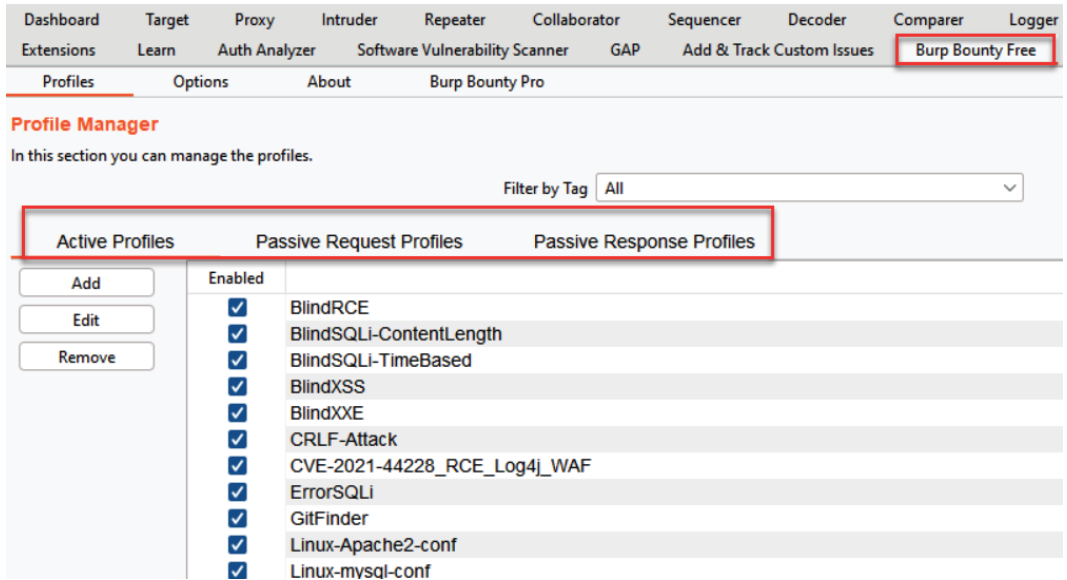 Dashboard Target Proxy Intruder Repeater Collaborator Sequencer Decoder Comparer Logger
Extensions Learn Auth Analyzer Software Vulnerability Scanner GAP Add & Track Custom Issues Burp Bounty Free
Profiles Options About Burp Bounty Pro
Profile Manager
In this section you can manage the profiles.
Filter by Tag All
Active Profiles Passive Request Profiles Passive Response Profiles
Add
Edit
Remove
Enabled
BlindRCE
BlindSQLi-ContentLength
BlindSQLi-TimeBased
BlindXSS
BlindXXE
CRLF-Attack
CVE-2021-44228_RCE_Log4j_WAF
ErrorSQLi
GitFinder
Linux-Apache2-conf
Linux-mysql-conf